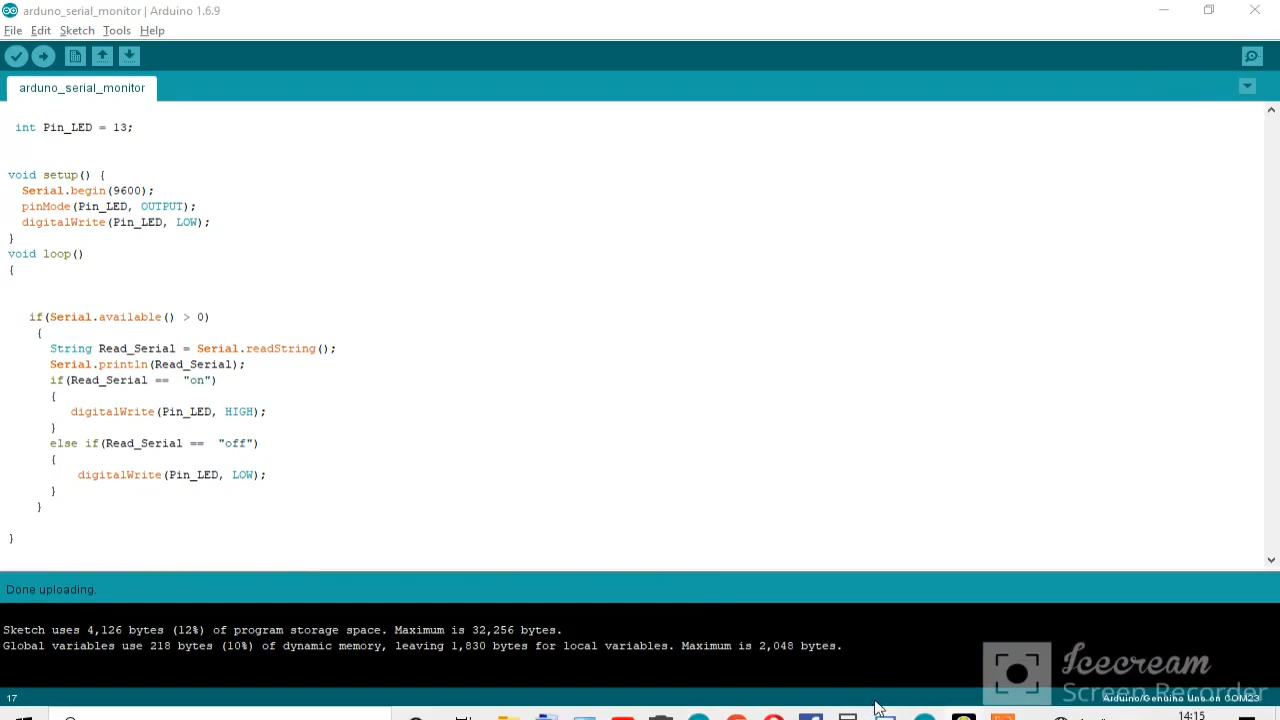 arduno_serial_monitor | Arduino 1.6.9
File Edit Sketch Tools Help
arduno_serial_monitor
int Pin_LED = 13;
void setup() {
Serial.begin(9600);
pinMode(Pin_LED, OUTPUT);
digitalWrite(Pin_LED, LOW);
}
void loop()
{
if(Serial.available() > 0)
{
String Read_Serial = Serial.readString();
Serial.println(Read_Serial);
if(Read_Serial == "on")
{
digitalWrite(Pin_LED, HIGH);
}
else if(Read_Serial == "off")
{
digitalWrite(Pin_LED, LOW);
}
}
}
Done uploading.
Sketch uses 4,126 bytes (12%) of program storage space. Maximum is 32,256 bytes.
Global variables use 218 bytes (10%) of dynamic memory, leaving 1,830 bytes for local variables. Maximum is 2,048 bytes.
Icecream
Screen Recorder
17
Arduino/Genuino Uno on COM23
14:15